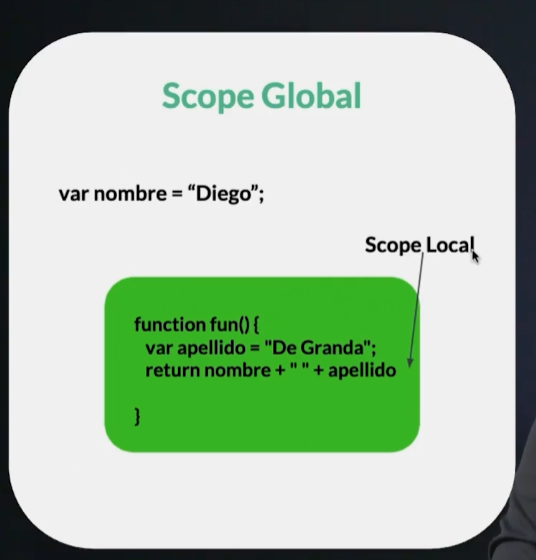 Scope Global
var nombre = “Diego”;
Scope Local
function fun() {
var apellido = "De Granda";
return nombre + " " + apellido
}